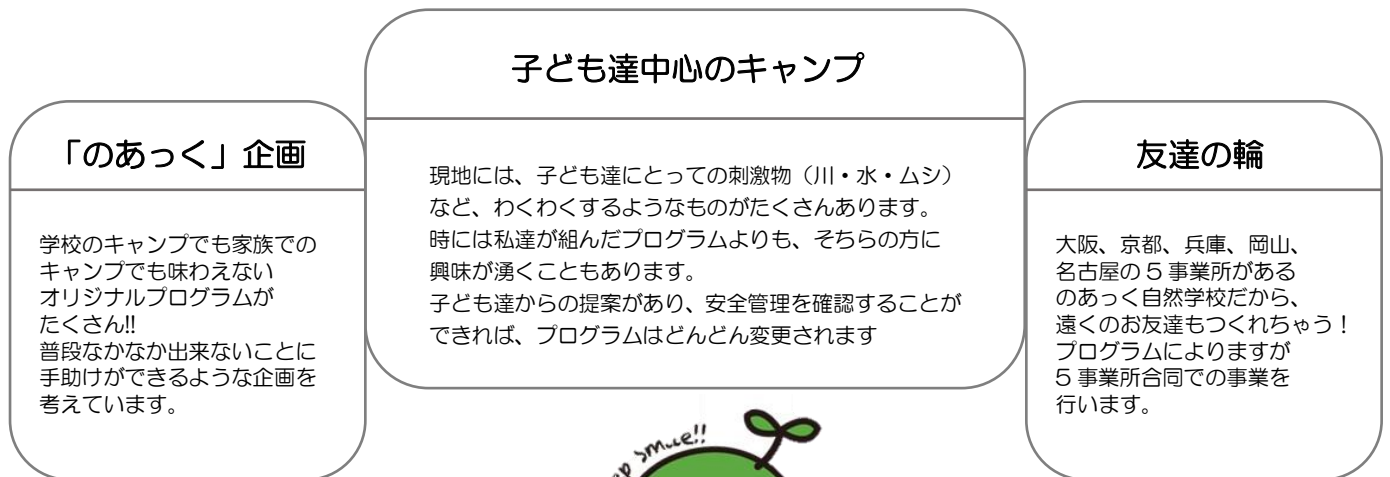 「のあっく」企画
学校のキャンプでも家族での
キャンプでも味わえない
オリジナルプログラムが
たくさん!!
普段なかなか出来ないことに
手助けができるような企画を
考えています。
子ども達中心のキャンプ
現地には、子ども達にとっての刺激物（川・水・ムシ）
など、わくわくするようなものがたくさんあります。
時には私達が組んだプログラムよりも、そちらの方に
興味が湧くこともあります。
子ども達からの提案があり、安全管理を確認することが
できれば、プログラムはどんどん変更されます
友達の輪
大阪、京都、兵庫、岡山、
名古屋の５事業所がある
のあっく自然学校だから、
遠くのお友達もつくれちゃう！
プログラムによりますが
５事業所合同での事業を
行います。